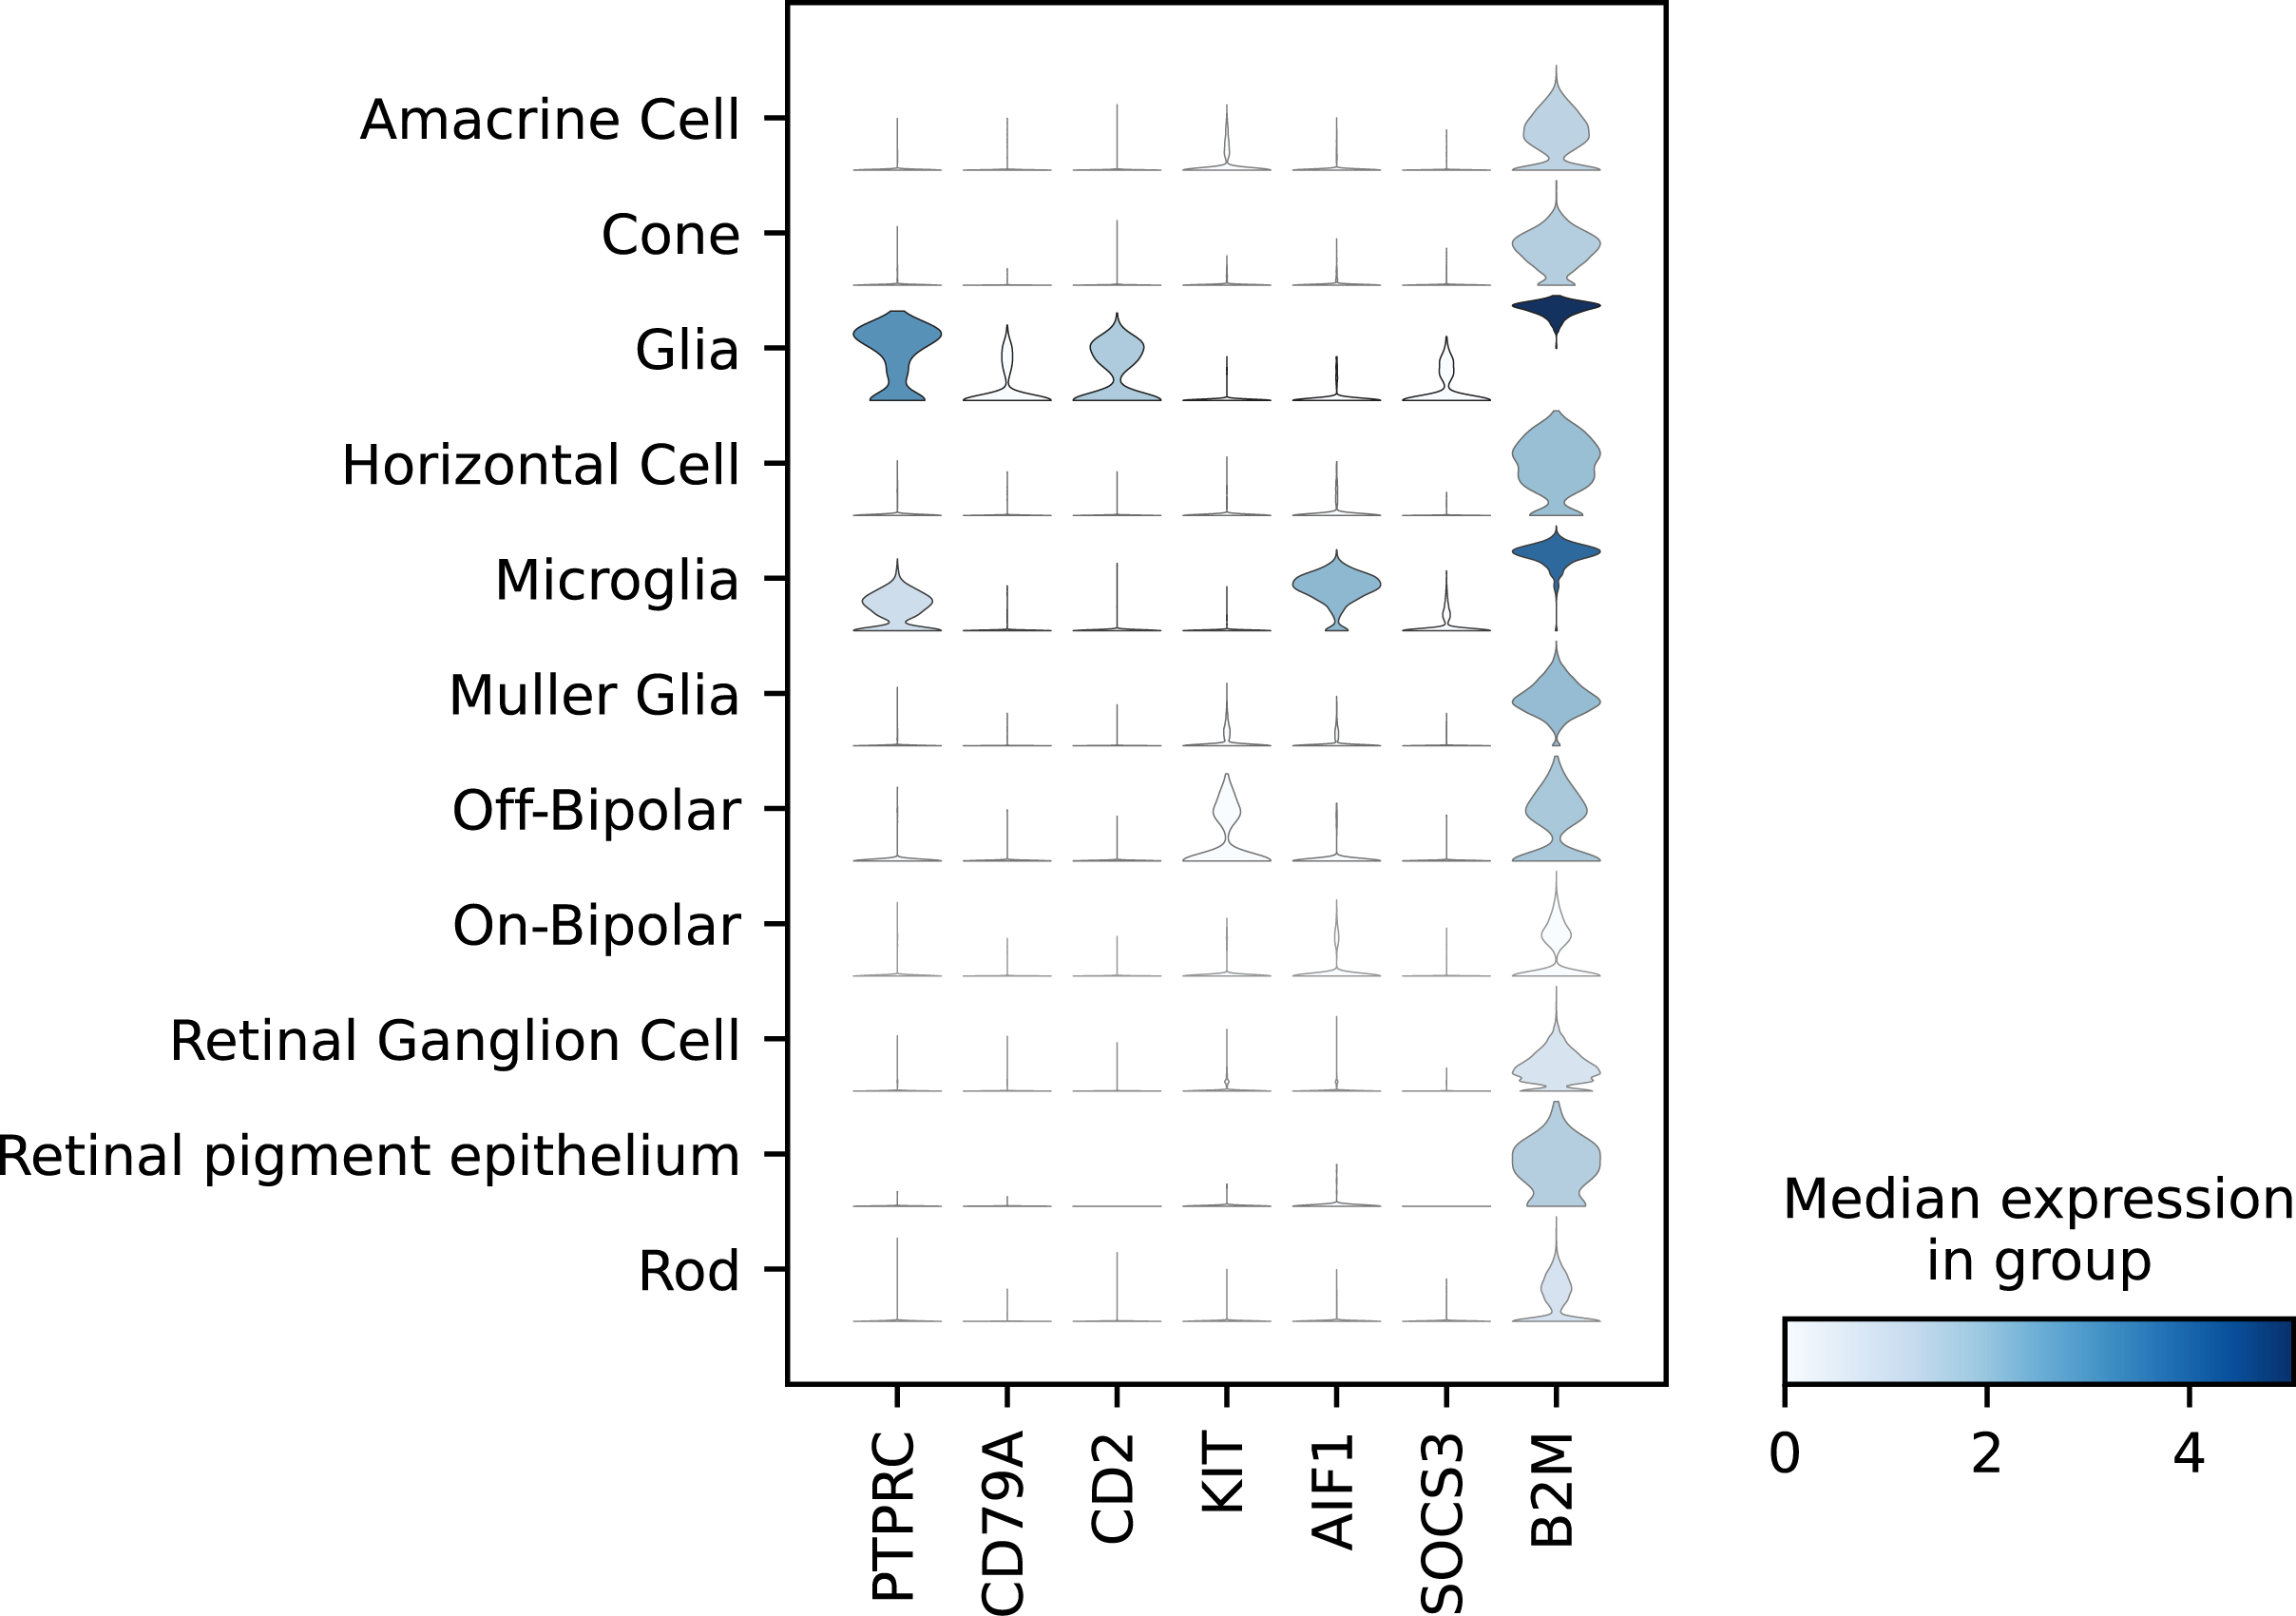 Amacrine Cell
Cone
Glia
Horizontal Cell
Microglia
Muller Glia
Off-Bipolar
On-Bipolar
Retinal Ganglion Cell
Retinal pigment epithelium
Rod
PTPRC
CD79A
CD2
KIT
AIF1
SOCS3
B2M
Median expression
in group
0 2 4